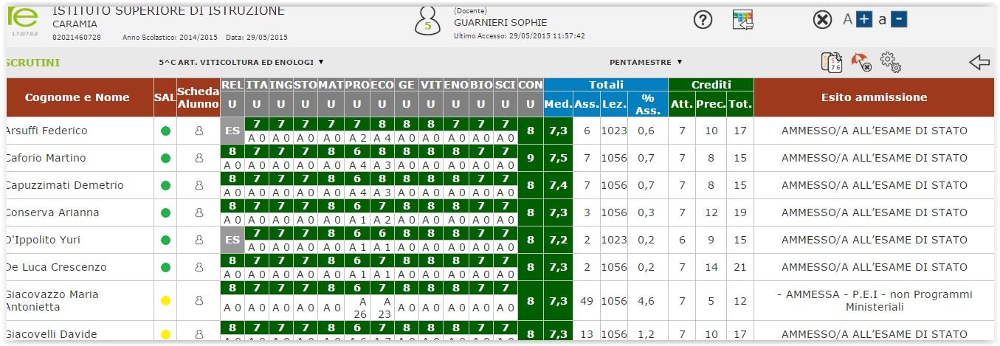 re
1.7.0/7.0.0
ISTITUTO SUPERIORE DI ISTRUZIONE
CARAMIA
82021460728 Anno Scolastico: 2014/2015 Data: 29/05/2015
5
(Docente)
GUARNIERI SOPHIE
Ultimo Accesso: 29/05/2015 11:57:42
? A + a -
SCRUTINI 5^C ART. VITICOLTURA ED ENOLOGI ▼ PENTAMESTRE ▼
Cognome e Nome SAL Scheda Alunno REL ITA ING STO MAT PRO ECO GE VIT ENO BIO SCI CON Totali Crediti Esito ammissione
U U U U U U U U U U U U U Med. Ass. Lez. % Ass. Att. Prec. Tot.
Arsuffi Federico ES 7 7 7 7 7 8 8 8 7 7 7 8 7,3 6 1023 0,6 7 10 17 AMMESSO/A ALL’ESAME DI STATO
A 0 A 0 A 0 A 0 A 2 A 4 A 0 A 0 A 0 A 0 A 0
Caforio Martino 8 7 7 7 8 6 8 8 8 8 7 7 9 7,5 7 1056 0,7 7 8 15 AMMESSO/A ALL’ESAME DI STATO
A 0 A 0 A 0 A 0 A 0 A 4 A 3 A 0 A 0 A 0 A 0 A 0
Capuzzimati Demetrio 8 7 7 7 8 6 8 8 8 8 7 7 8 7,4 7 1056 0,7 7 8 15 AMMESSO/A ALL’ESAME DI STATO
A 0 A 0 A 0 A 0 A 0 A 4 A 3 A 0 A 0 A 0 A 0 A 0
Conserva Arianna 8 7 7 7 8 6 7 8 8 8 7 7 8 7,3 3 1056 0,3 7 12 19 AMMESSO/A ALL’ESAME DI STATO
A 0 A 0 A 0 A 0 A 0 A 1 A 2 A 0 A 0 A 0 A 0 A 0
D'Ippolito Yuri ES 7 7 7 8 6 6 8 8 8 7 7 8 7,2 2 1023 0,2 6 9 15 AMMESSO/A ALL’ESAME DI STATO
A 0 A 0 A 0 A 0 A 1 A 1 A 0 A 0 A 0 A 0 A 0
De Luca Crescenzo 8 7 7 7 8 6 7 8 8 8 7 7 8 7,3 2 1056 0,2 7 14 21 AMMESSO/A ALL’ESAME DI STATO
A 0 A 0 A 0 A 0 A 0 A 1 A 1 A 0 A 0 A 0 A 0 A 0
Giacovazzo Maria Antonietta 8 7 7 7 8 6 7 8 8 8 7 7 8 7,3 49 1056 4,6 7 5 12 - AMMESSA - P.E.I - non Programmi Ministeriali
A 0 A 0 A 0 A 0 A 0 A 26 A 23 A 0 A 0 A 0 A 0 A 0
Giacovelli Davide 8 7 7 7 8 6 7 8 8 8 7 7 8 7,3 13 1056 1,2 7 10 17 AMMESSO/A ALL’ESAME DI STATO